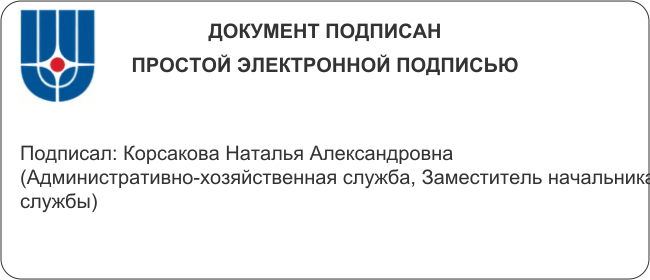 ДОКУМЕНТ ПОДПИСАН
ПРОСТОЙ ЭЛЕКТРОННОЙ ПОДПИСЬЮ
Подписал: Корсакова Наталья Александровна
(Административно-хозяйственная служба, Заместитель начальника
службы)